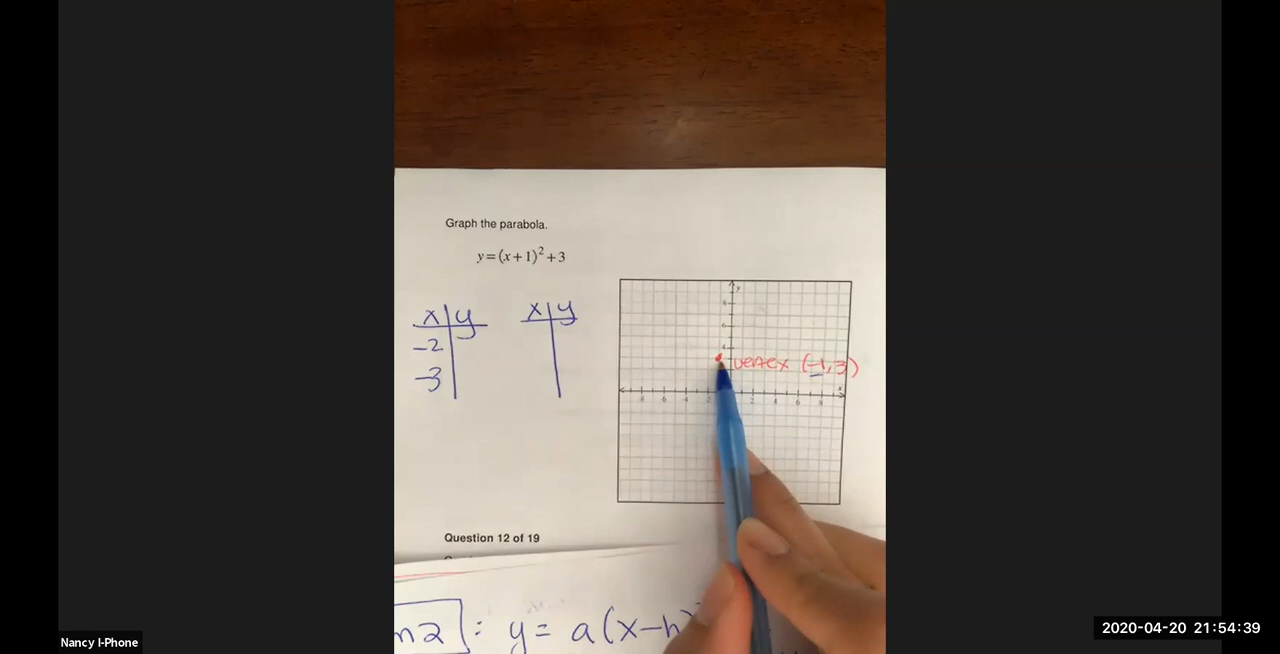 Graph the parabola.
y=(x+1)²+3
x y
-2
-3
x y
vertex (-1,3)
Question 12 of 19
: y= a(x-h)
Nancy I-Phone
2020-04-20 21:54:39